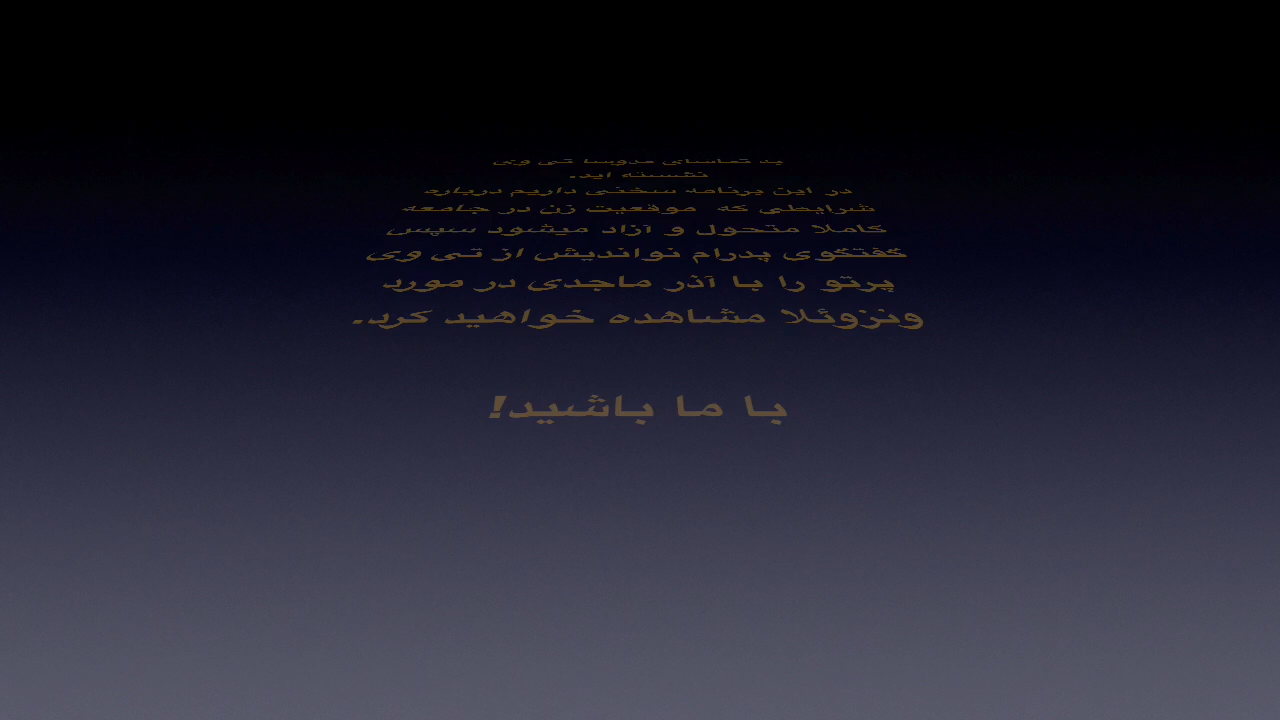 به تماسای مدوسا تی وی
نشسته اید.
در این برنامه سخنی داریم درباره
شرایطی که موقعیت زن در جامعه
کاملا متحول و آزاد میشود سپس
گفتگوی پدرام نواندیش از تی وی
پرتو را با آذر ماجدی در مورد
ونزوئلا مشاهده خواهید کرد.
با ما باشید!